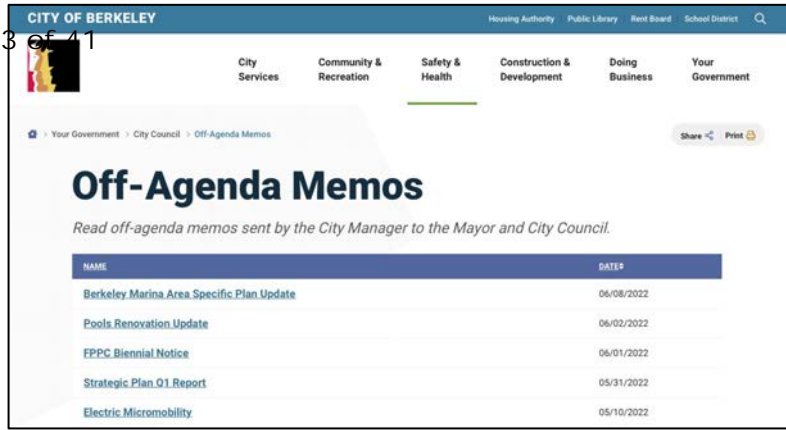 CITY OF BERKELEY
Housing Authority Public Library Rent Board School District
3 of 41
City Services
Community & Recreation
Safety & Health
Construction & Development
Doing Business
Your Government
Your Government > City Council > Off-Agenda Memos
Share Print
Off-Agenda Memos
Read off-agenda memos sent by the City Manager to the Mayor and City Council.
NAME DATE
Berkeley Marina Area Specific Plan Update 06/08/2022
Pools Renovation Update 06/02/2022
FPPC Biennial Notice 06/01/2022
Strategic Plan Q1 Report 05/31/2022
Electric Micromobility 05/10/2022